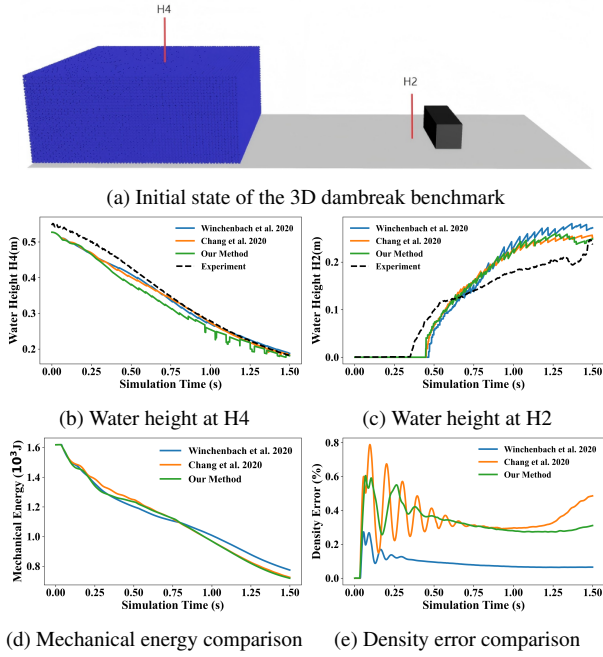 H4
H2
(a) Initial state of the 3D dambreak benchmark
Water Height H4(m)
0.5
0.4
0.3
0.2
Winchenbach et al. 2020
Chang et al. 2020
Our Method
Experiment
0.00 0.25 0.50 0.75 1.00 1.25 1.50
Simulation Time (s)
(b) Water height at H4
Water Height H2(m)
0.2
0.1
0.0
Winchenbach et al. 2020
Chang et al. 2020
Our Method
Experiment
0.00 0.25 0.50 0.75 1.00 1.25 1.50
Simulation Time (s)
(c) Water height at H2
Mechanical Energy (10³J)
1.6
1.4
1.2
1.0
0.8
Winchenbach et al. 2020
Chang et al. 2020
Our Method
0.00 0.25 0.50 0.75 1.00 1.25 1.50
Simulation Time (s)
(d) Mechanical energy comparison
Density Error (%)
0.8
0.6
0.4
0.2
0.0
Winchenbach et al. 2020
Chang et al. 2020
Our Method
0.00 0.25 0.50 0.75 1.00 1.25 1.50
Simulation Time (s)
(e) Density error comparison